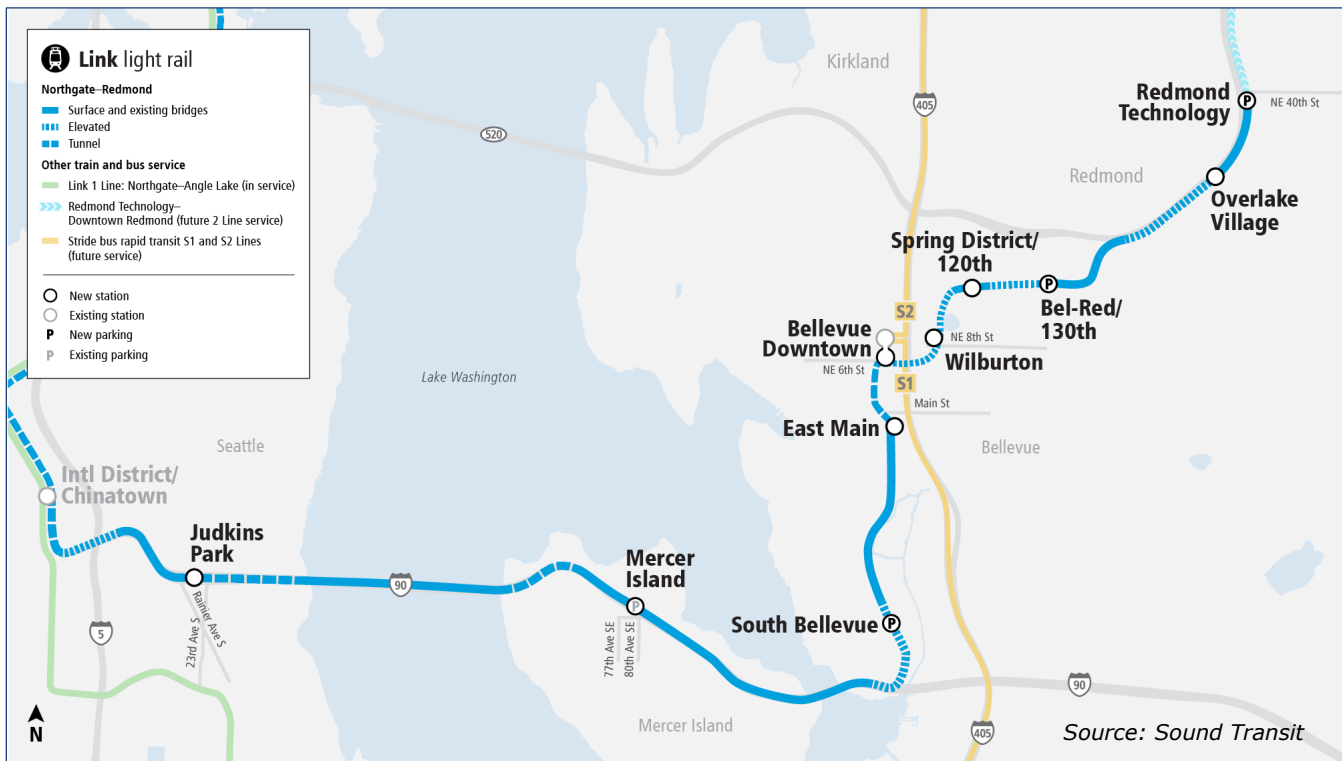 Link light rail
Northgate–Redmond
Surface and existing bridges
Elevated
Tunnel
Other train and bus service
Link 1 Line: Northgate–Angle Lake (in service)
Redmond Technology–
Downtown Redmond (future 2 Line service)
Stride bus rapid transit S1 and S2 Lines
(future service)
New station
Existing station
P New parking
P Existing parking
Kirkland
405
520
Redmond
Technology
P
NE 40th St
Redmond
Overlake
Village
Spring District/
120th
P
Bel-Red/
130th
S2
Bellevue
Downtown
NE 8th St
NE 6th St
Wilburton
S1
Main St
Lake Washington
East Main
Bellevue
Seattle
Intl District/
Chinatown
Judkins
Park
90
Mercer
Island
P
South Bellevue
P
5
23rd Ave S
Rainier Ave S
77th Ave SE
80th Ave SE
90
Mercer Island
405
N
Source: Sound Transit